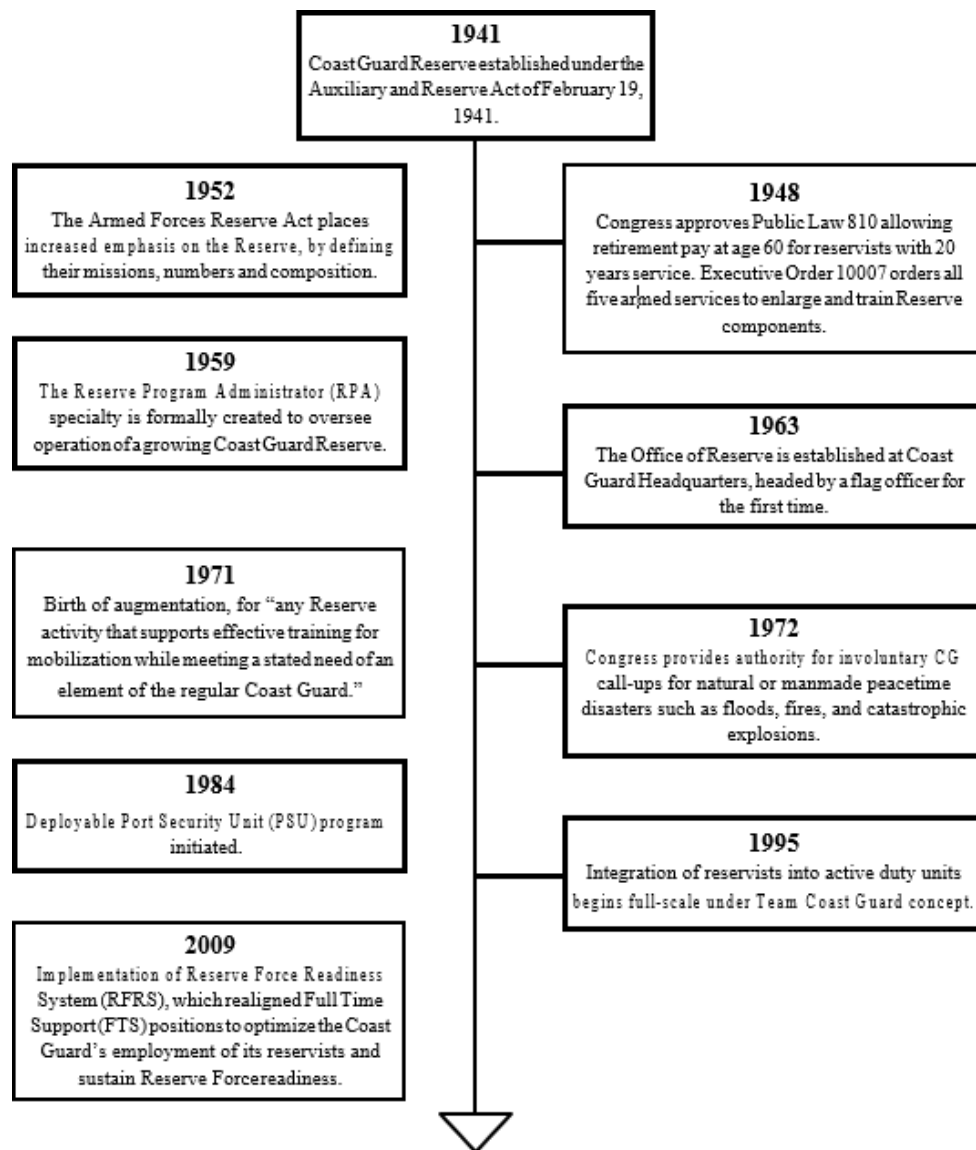 1941
Coast Guard Reserve established under the
Auxiliary and Reserve Act of February 19,
1941.
1952
The Armed Forces Reserve Act places
increased emphasis on the Reserve, by defining
their missions, numbers and composition.
1948
Congress approves Public Law 810 allowing
retirement pay at age 60 for reservists with 20
years service. Executive Order 10007 orders all
five armed services to enlarge and train Reserve
components.
1959
The Reserve Program Administrator (RPA)
specialty is formally created to oversee
operation of a growing Coast Guard Reserve.
1963
The Office of Reserve is established at Coast
Guard Headquarters, headed by a flag officer for
the first time.
1971
Birth of augmentation, for “any Reserve
activity that supports effective training for
mobilization while meeting a stated need of an
element of the regular Coast Guard.”
1972
Congress provides authority for involuntary CG
call-ups for natural or manmade peacetime
disasters such as floods, fires, and catastrophic
explosions.
1984
Deployable Port Security Unit (PSU) program
initiated.
1995
Integration of reservists into active duty units
begins full-scale under Team Coast Guard concept.
2009
Implementation of Reserve Force Readiness
System (RFRS), which realigned Full Time
Support (FTS) positions to optimize the Coast
Guard’s employment of its reservists and
sustain Reserve Force readiness.